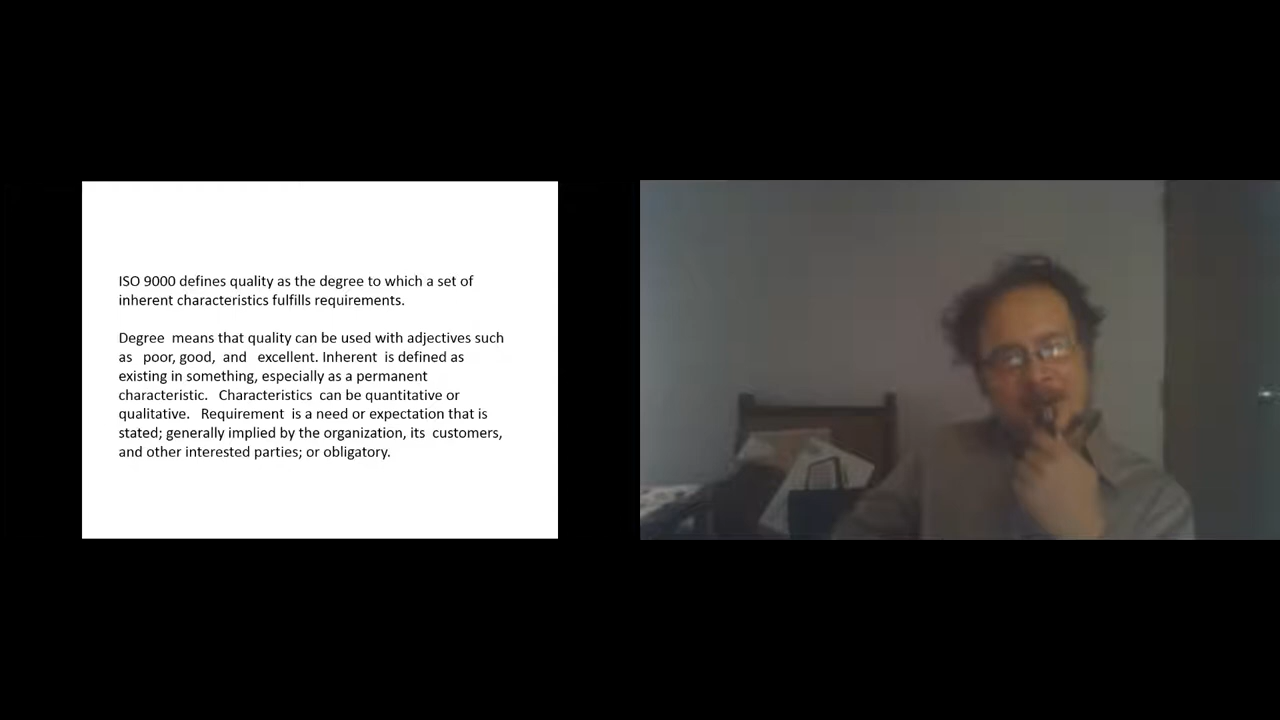 ISO 9000 defines quality as the degree to which a set of
inherent characteristics fulfills requirements.
Degree  means that quality can be used with adjectives such
as   poor, good,  and   excellent. Inherent  is defined as
existing in something, especially as a permanent
characteristic.   Characteristics  can be quantitative or
qualitative.   Requirement  is a need or expectation that is
stated; generally implied by the organization, its  customers,
and other interested parties; or obligatory.